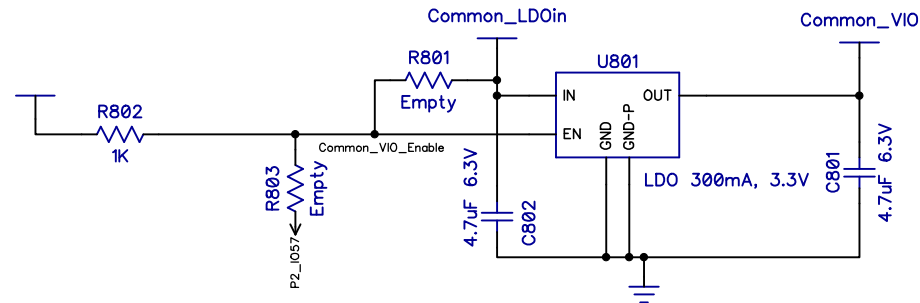 Common_LDOin
Common_VIO
R801
Empty
U801
IN
OUT
EN
GND
GND-P
R802
1K
Common_VIO_Enable
R803
Empty
P2_IO57
4.7uF 6.3V
C802
LDO 300mA, 3.3V
C801
4.7uF 6.3V